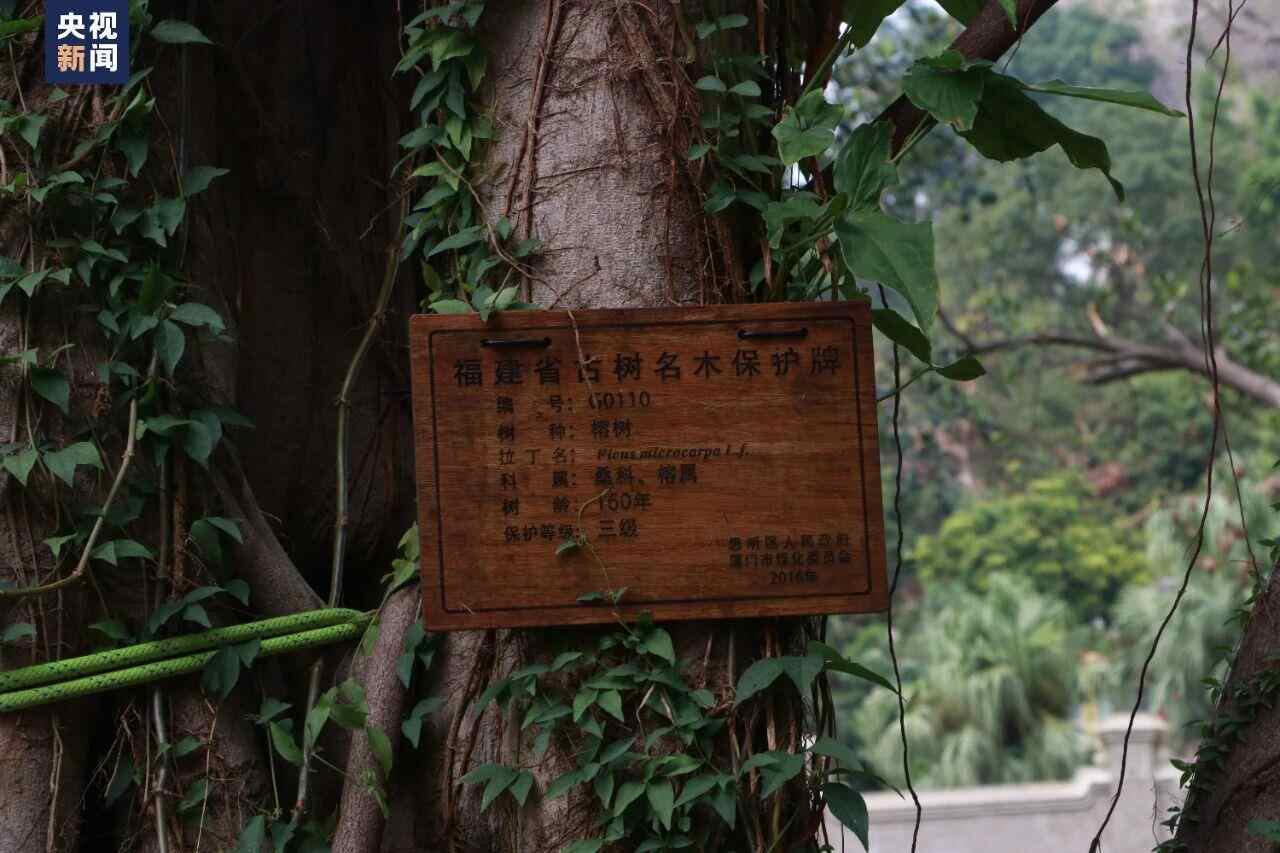 央视
新闻
福建省古树名木保护牌
编 号：G0110
树 种：榕树
拉 丁 名：Ficus microcarpa L.f.
科 属：桑科、榕属
树 龄：160年
保护等级：三级
思明区人民政府
厦门市绿化委员会
2016年